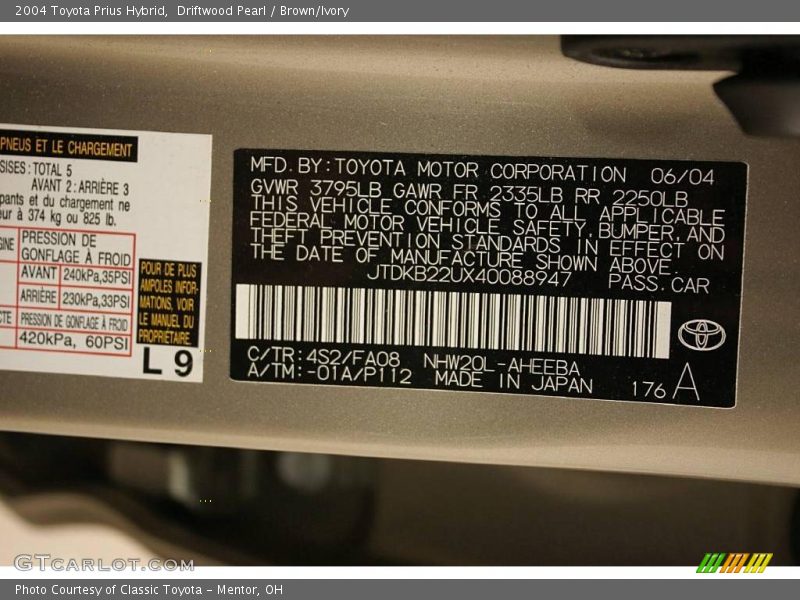 2004 Toyota Prius Hybrid, Driftwood Pearl / Brown/Ivory
PNEUS ET LE CHARGEMENT
SISES: TOTAL 5
AVANT 2: ARRIÈRE 3
pants et du chargement ne
eur à 374 kg ou 825 lb.
PRESSION DE
GONFLAGE À FROID
AVANT 240kPa,35PSI
ARRIÈRE 230kPa,33PSI
PRESSION DE GONFLAGE À FROID
420kPa, 60PSI
POUR DE PLUS
AMPLES INFOR-
MATIONS, VOIR
LE MANUEL DU
PROPRIÉTAIRE
L 9
MFD. BY: TOYOTA MOTOR CORPORATION 06/04
GVWR 3795LB GAWR FR 2335LB RR 2250LB
THIS VEHICLE CONFORMS TO ALL APPLICABLE
FEDERAL MOTOR VEHICLE SAFETY, BUMPER, AND
THEFT PREVENTION STANDARDS IN EFFECT ON
THE DATE OF MANUFACTURE SHOWN ABOVE.
JTDKB22UX40088947 PASS. CAR
C/TR: 4S2/FA08 NHW20L-AHEEBA
A/TM: -01A/P112 MADE IN JAPAN 176 A
GTCARLOT.COM
Photo Courtesy of Classic Toyota - Mentor, OH